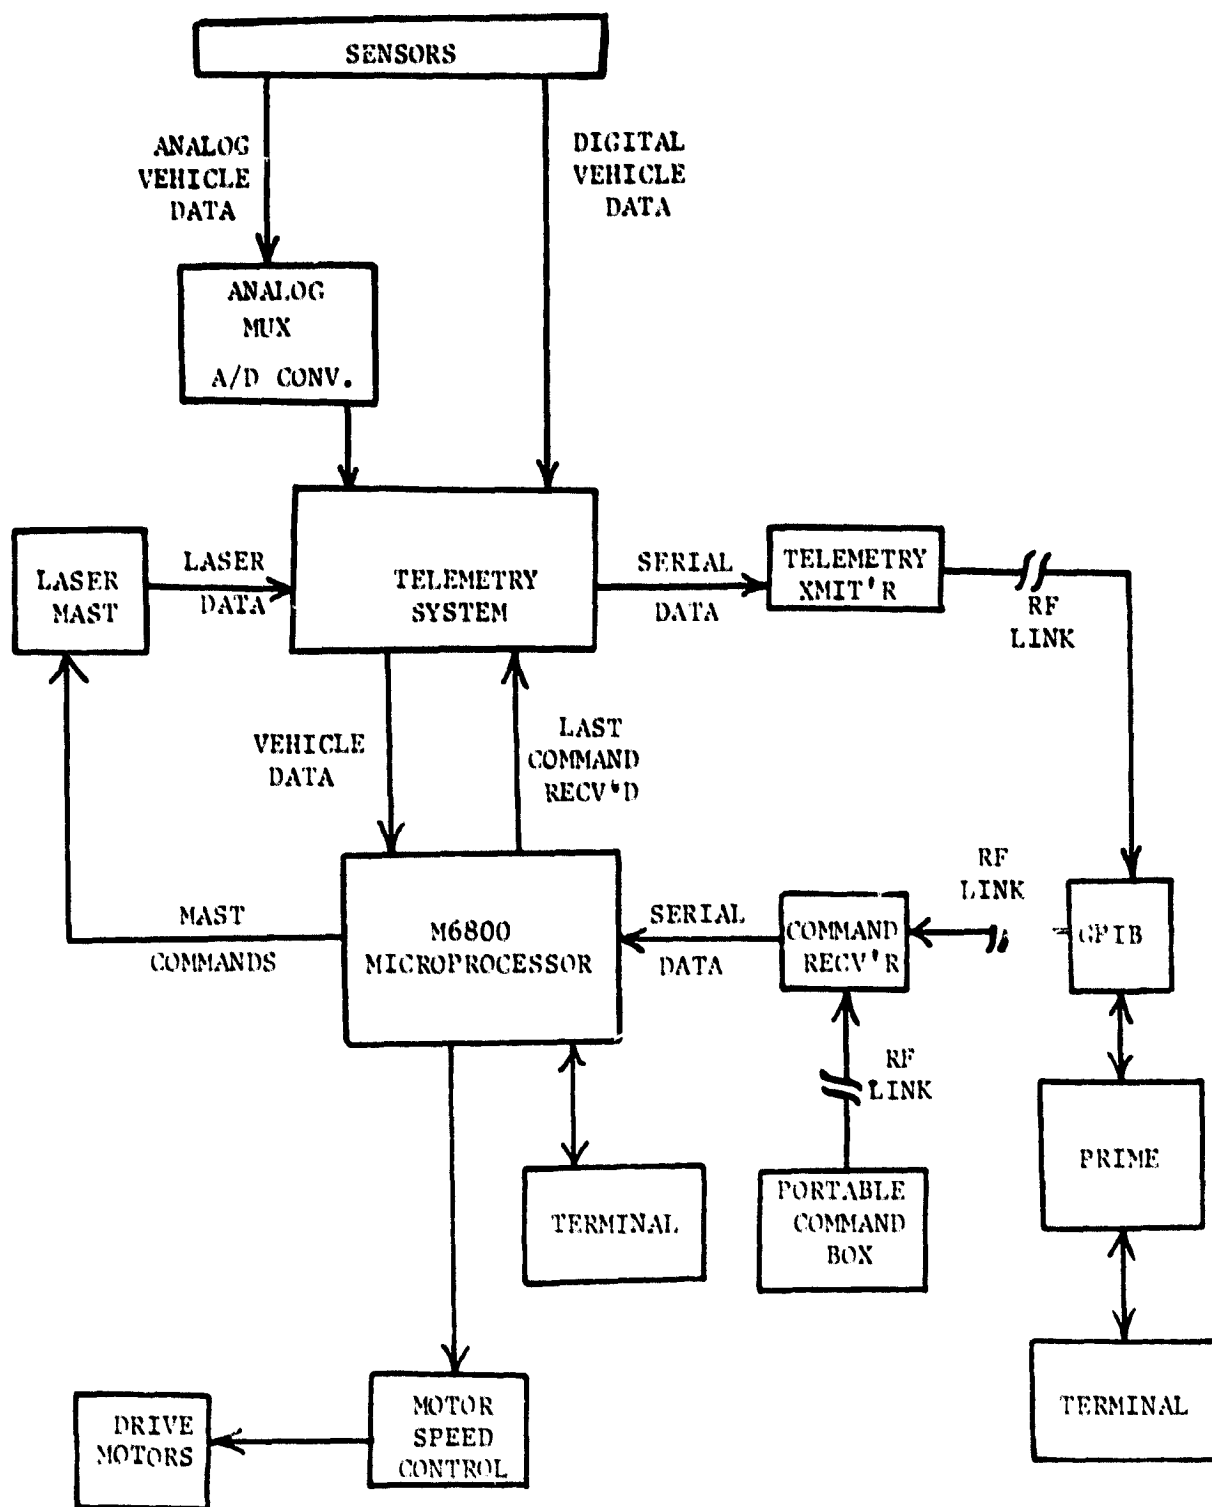 SENSORS
ANALOG
VEHICLE
DATA
DIGITAL
VEHICLE
DATA
ANALOG
MUX
A/D CONV.
LASER
MAST
LASER
DATA
TELEMETRY
SYSTEM
SERIAL
DATA
TELEMETRY
XMIT'R
RF
LINK
VEHICLE
DATA
LAST
COMMAND
RECV'D
MAST
COMMANDS
M6800
MICROPROCESSOR
SERIAL
DATA
COMMAND
RECV'R
RF
LINK
GPIB
RF
LINK
PRIME
TERMINAL
PORTABLE
COMMAND
BOX
TERMINAL
DRIVE
MOTORS
MOTOR
SPEED
CONTROL